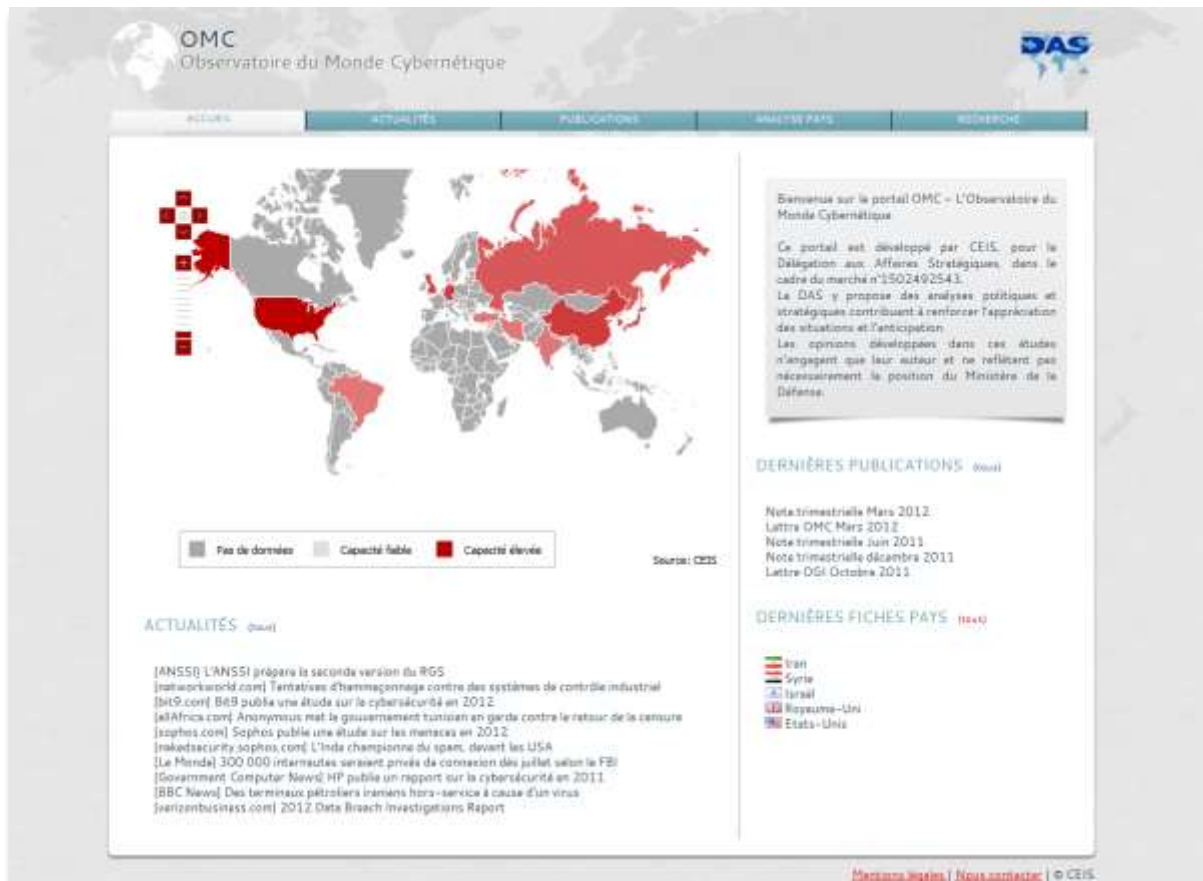 OMC
Observatoire du Monde Cybernétique
DAS
ACCUEIL
ACTUALITÉS
PUBLICATIONS
ANALYSE PAYS
RECHERCHE
Bienvenue sur le portail OMC - L'Observatoire du
Monde Cybernétique
Ce portail est développé par CEIS, pour la
Délégation aux Affaires Stratégiques, dans le
cadre du marché n°1502492543.
La DAS y propose des analyses politiques et
stratégiques contribuant à renforcer l'appréciation
des situations et l'anticipation
Les opinions développées dans ces études
n'engagent que leur auteur et ne reflètent pas
nécessairement la position du Ministère de la
Défense.
Pas de données
Capacité faible
Capacité élevée
Source: CEIS
DERNIÈRES PUBLICATIONS (tous)
Note trimestrielle Mars 2012
Lettre OMC Mars 2012
Note trimestrielle Juin 2011
Note trimestrielle décembre 2011
Lettre DGI Octobre 2011
DERNIÈRES FICHES PAYS (tous)
Iran
Syrie
Israël
Royaume-Uni
Etats-Unis
ACTUALITÉS (tous)
[ANSSI] L'ANSSI prépare la seconde version du RGS
[networkworld.com] Tentatives d'hameçonnage contre des systèmes de contrôle industriel
[bit9.com] Bit9 publie une étude sur la cybersécurité en 2012
[allAfrica.com] Anonymous met le gouvernement tunisien en garde contre le retour de la censure
[sophos.com] Sophos publie une étude sur les menaces en 2012
[nakedsecurity.sophos.com] L'Inde championne du spam, devant les USA
[Le Monde] 300 000 internautes seraient privés de connexion dès juillet selon le FBI
[Government Computer News] HP publie un rapport sur la cybersécurité en 2011
[BBC News] Des terminaux pétroliers iraniens hors-service à cause d'un virus
[verizonbusiness.com] 2012 Data Breach Investigations Report
Mentions légales | Nous contacter | © CEIS